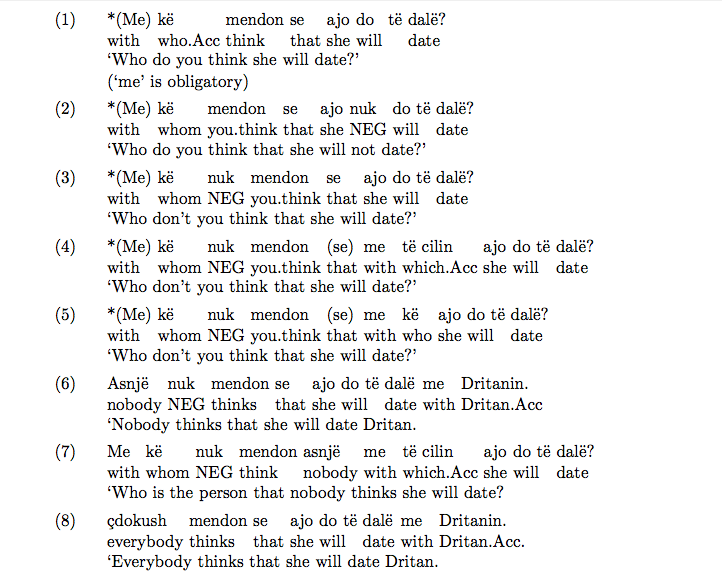 (1) *(Me) kë mendon se ajo do të dalë?
with who.Acc think that she will date
‘Who do you think she will date?’
(‘me’ is obligatory)
(2) *(Me) kë mendon se ajo nuk do të dalë?
with whom you.think that she NEG will date
‘Who do you think that she will not date?’
(3) *(Me) kë nuk mendon se ajo do të dalë?
with whom NEG you.think that she will date
‘Who don’t you think that she will date?’
(4) *(Me) kë nuk mendon (se) me të cilin ajo do të dalë?
with whom NEG you.think that with which.Acc she will date
‘Who don’t you think that she will date?’
(5) *(Me) kë nuk mendon (se) me kë ajo do të dalë?
with whom NEG you.think that with who she will date
‘Who don’t you think that she will date?’
(6) Asnjë nuk mendon se ajo do të dalë me Dritanin.
nobody NEG thinks that she will date with Dritan.Acc
‘Nobody thinks that she will date Dritan.
(7) Me kë nuk mendon asnjë me të cilin ajo do të dalë?
with whom NEG think nobody with which.Acc she will date
‘Who is the person that nobody thinks she will date?
(8) çdokush mendon se ajo do të dalë me Dritanin.
everybody thinks that she will date with Dritan.Acc.
‘Everybody thinks that she will date Dritan.